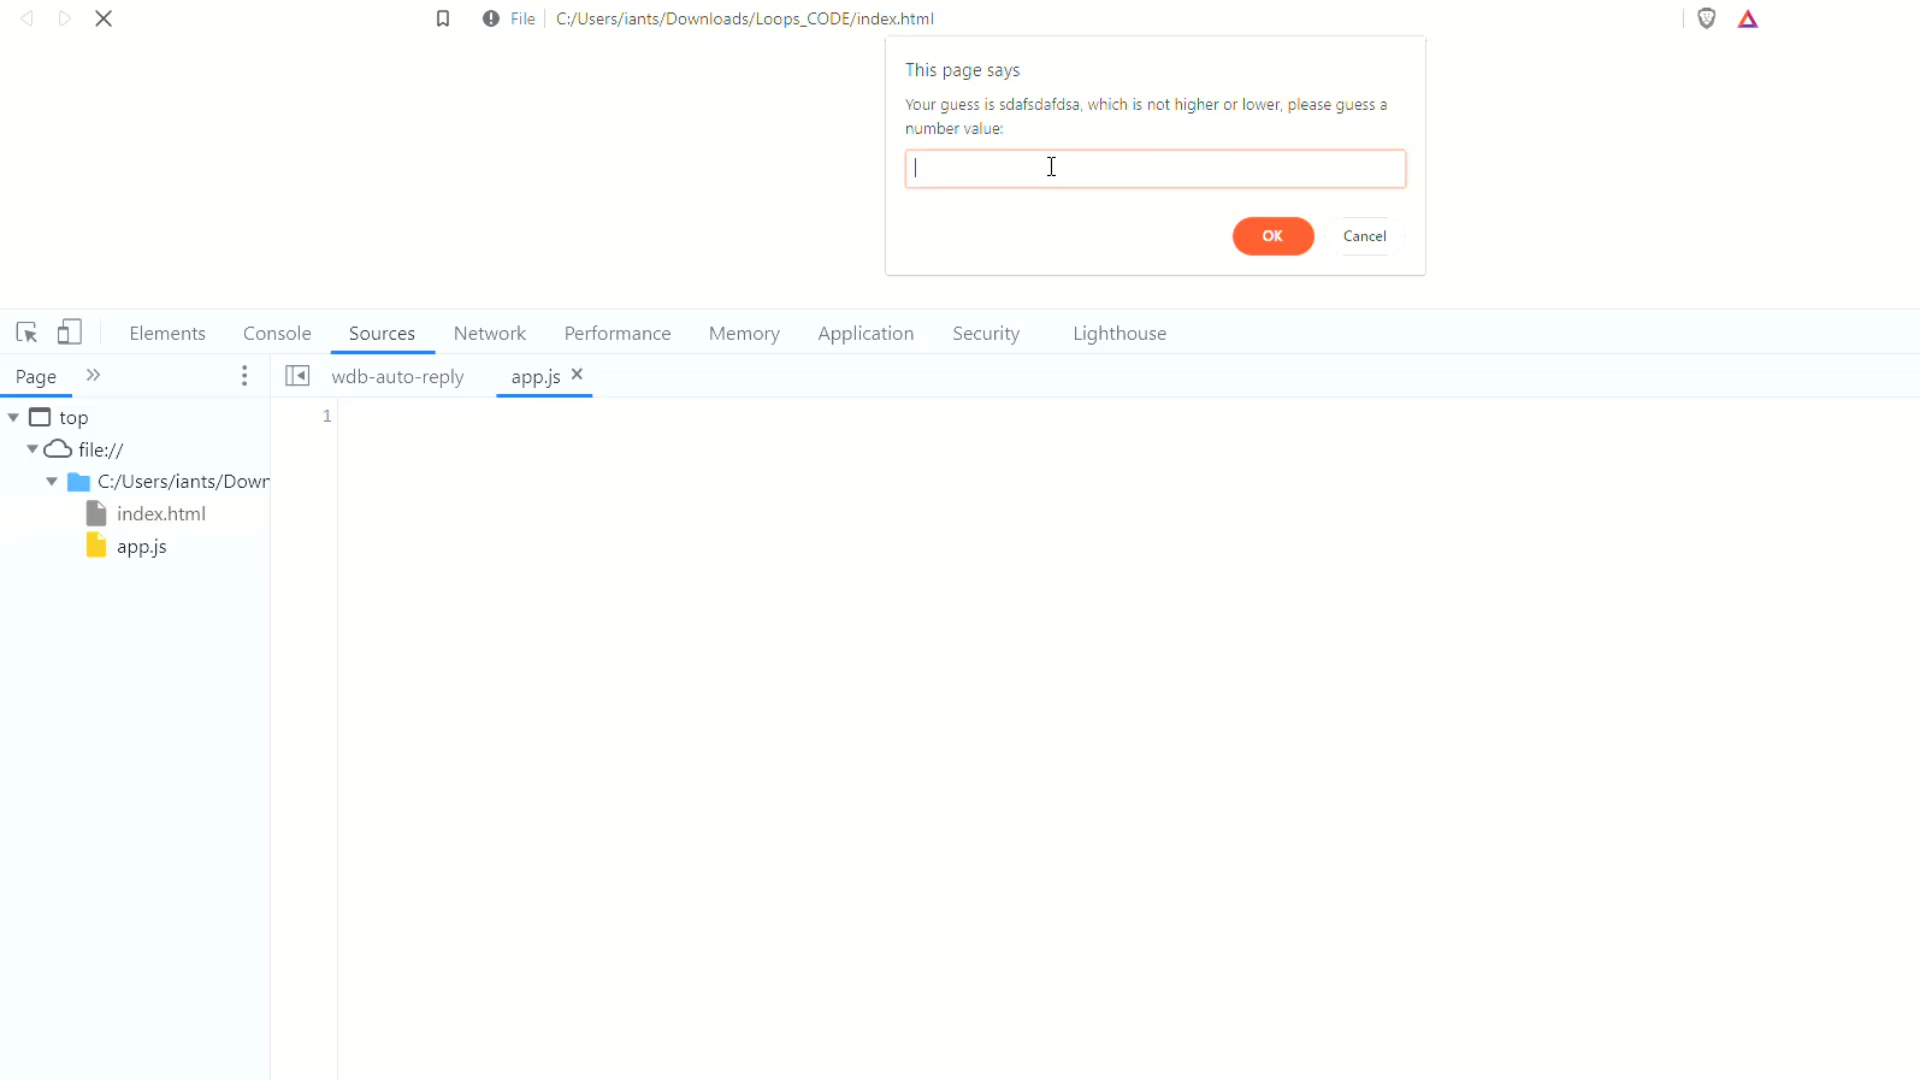 File C:/Users/iants/Downloads/Loops_CODE/index.html
This page says
Your guess is sdafsdafdsa, which is not higher or lower, please guess a
number value:
OK Cancel
Elements Console Sources Network Performance Memory Application Security Lighthouse
Page wdb-auto-reply app.js
top
1
file://
C:/Users/iants/Down
index.html
app.js